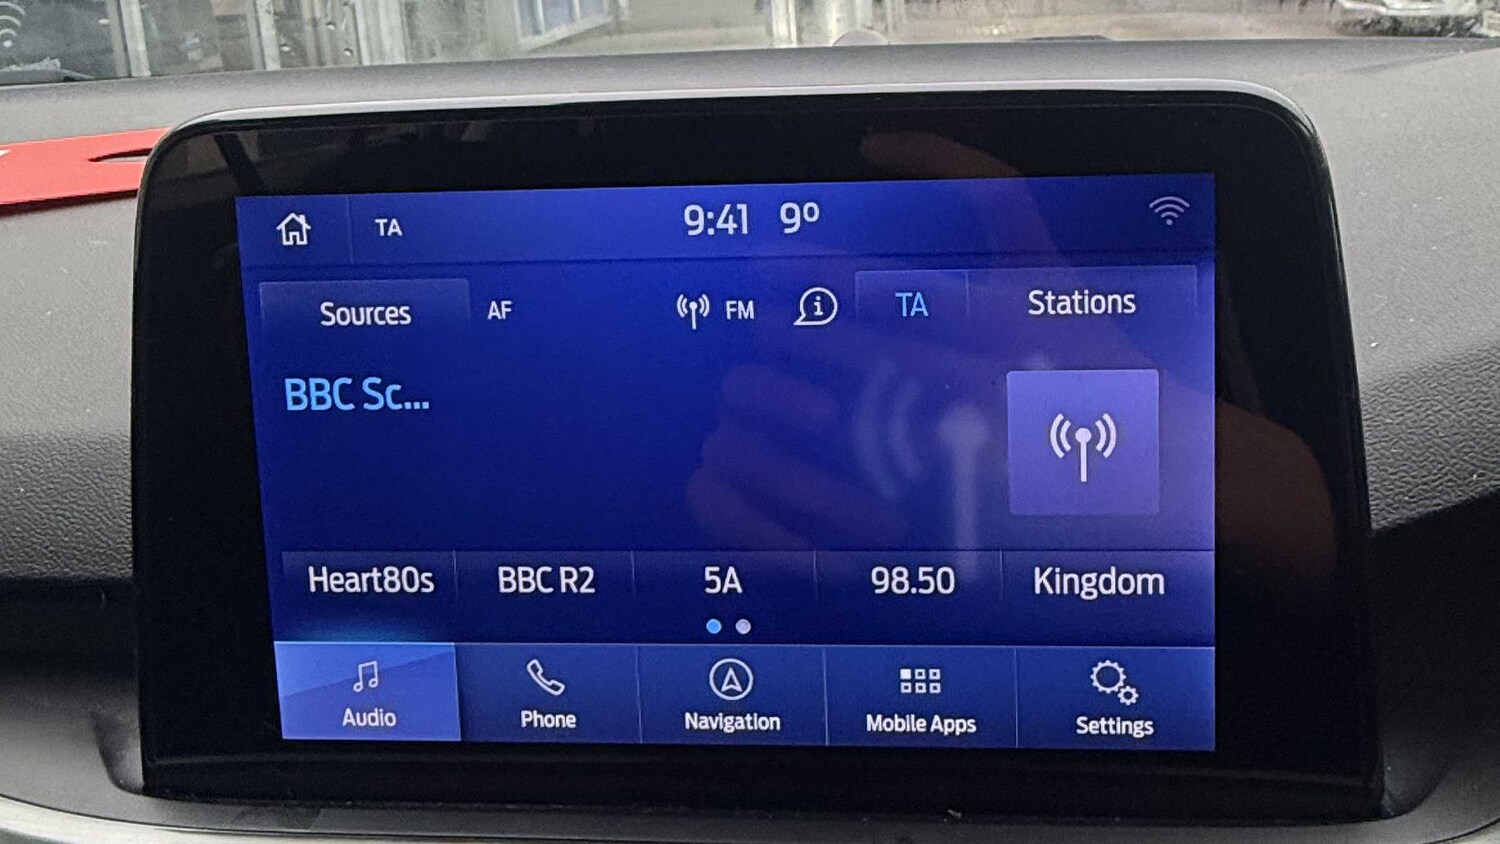 TA 9:41 9º
Sources AF FM i TA Stations
BBC Sc...
Heart80s BBC R2 5A 98.50 Kingdom
Audio Phone Navigation Mobile Apps Settings